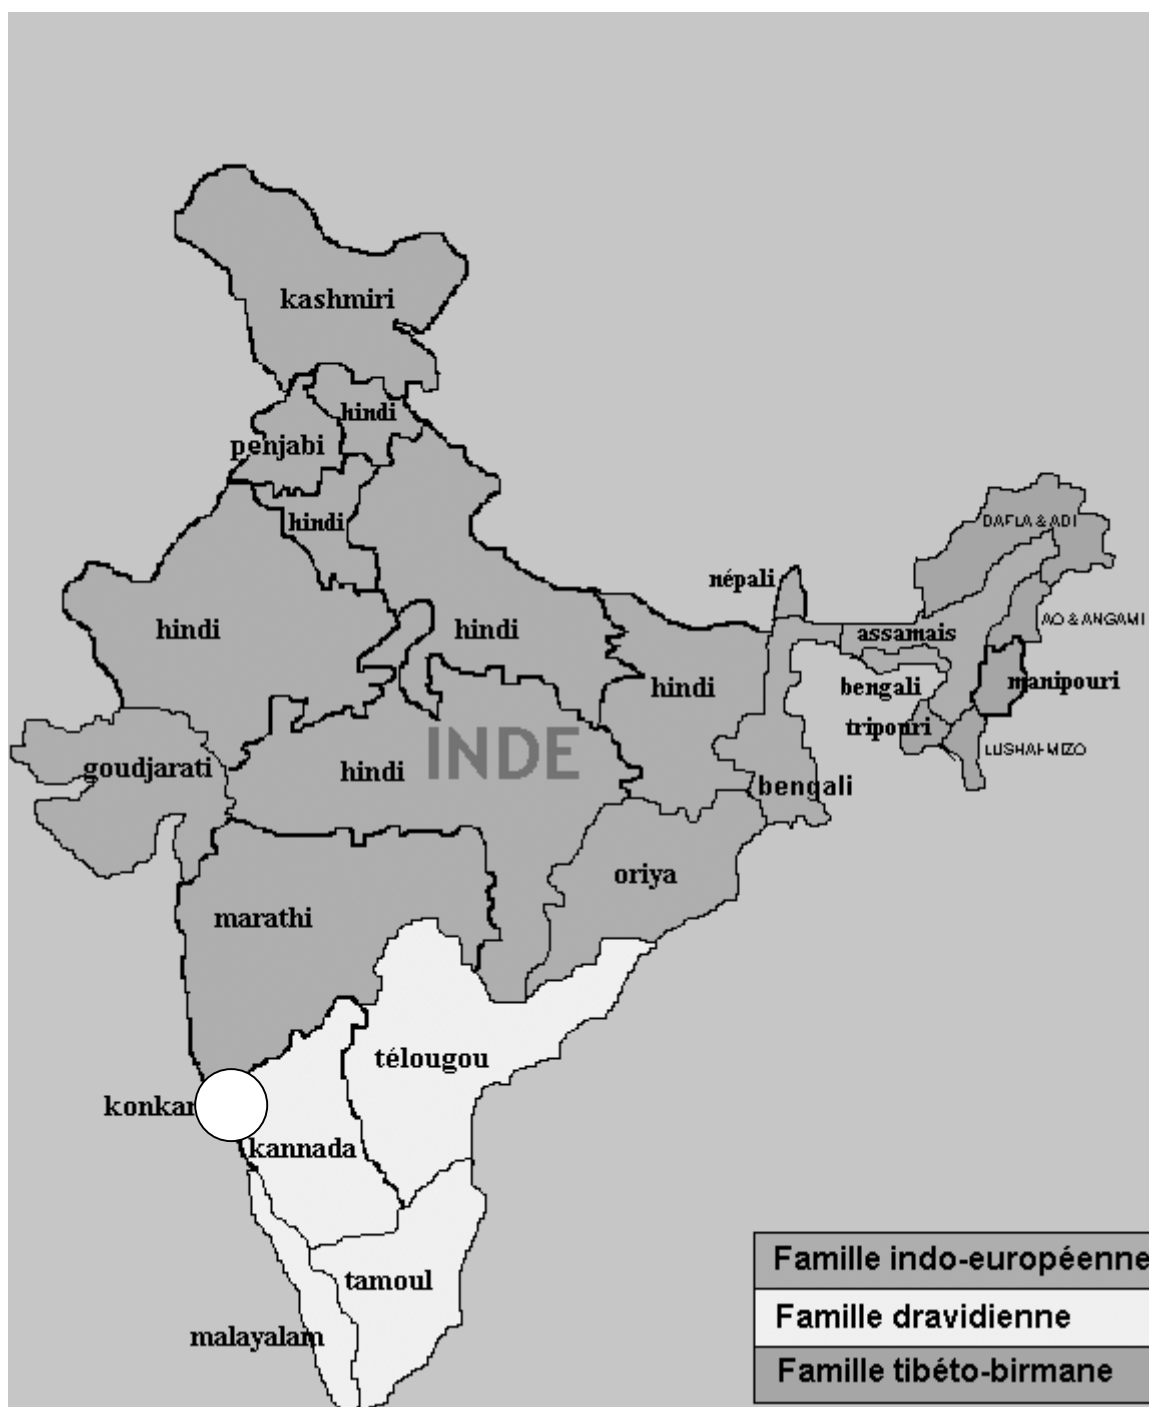 kashmiri
hindi
penjabi
hindi
DAFLA & ADI
népali
hindi
hindi
assamais
AO & ANGAMI
hindi
bengali
manipouri
tripouri
goudjarati
hindi
INDE
LUSHAI-MIZO
bengali
oriya
marathi
télougou
kannada
tamoul
malayalam
Famille indo-européenne
Famille dravidienne
Famille tibéto-birmane